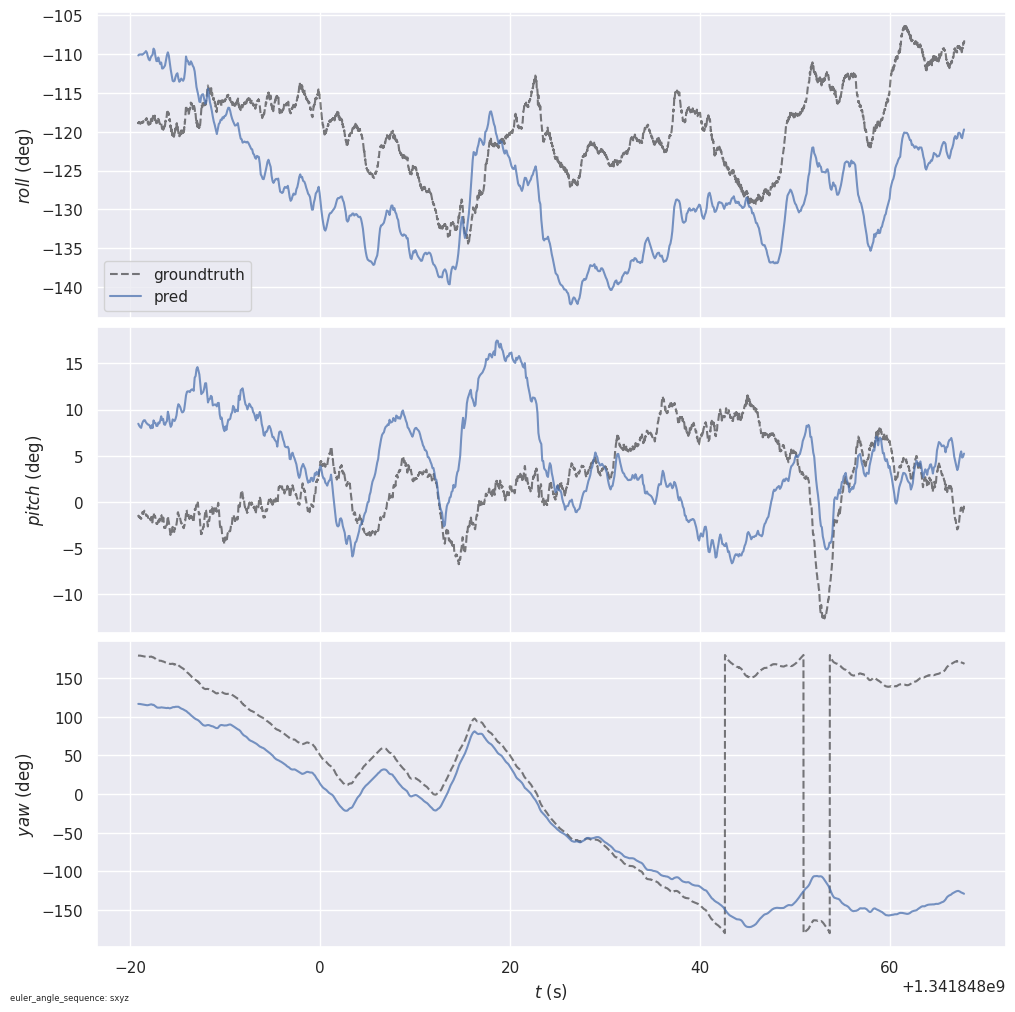 −105
−110
−115
−120
−125
−130
−135
−140
roll (deg)
groundtruth
pred
15
10
5
0
−5
−10
pitch (deg)
150
100
50
0
−50
−100
−150
yaw (deg)
−20 0 20 40 60
t (s)
+1.341848e9
euler_angle_sequence: sxyz